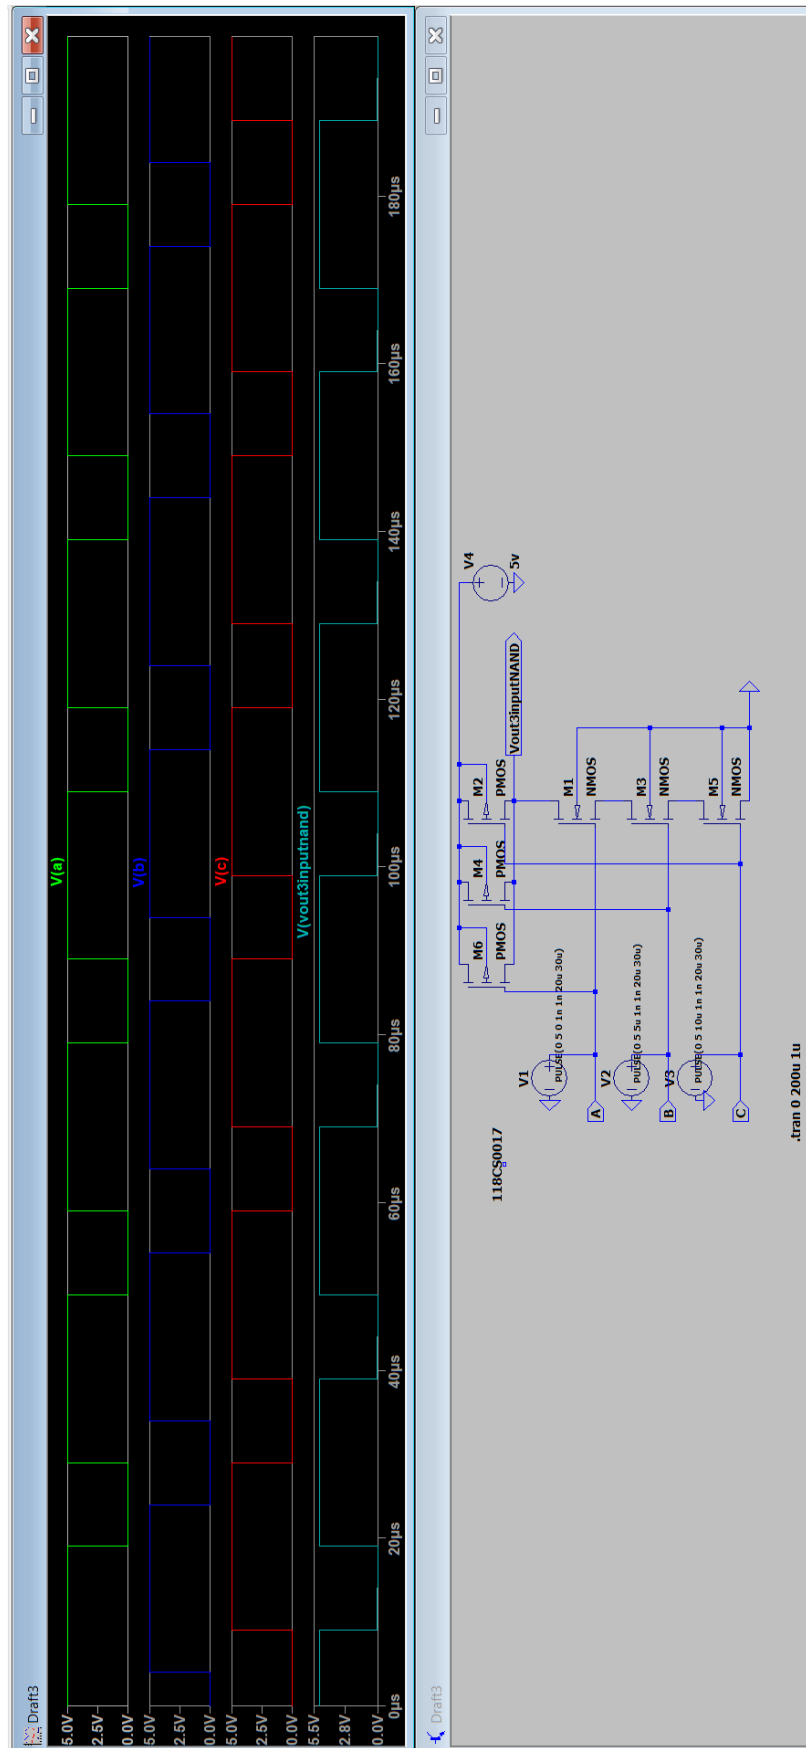 Draft3
V(a)
5.0V
2.5V
0.0V
V(b)
5.0V
2.5V
0.0V
V(c)
5.0V
2.5V
0.0V
V(vout3inputnand)
5.5V
2.8V
0.0V
0µs
20µs
40µs
60µs
80µs
100µs
120µs
140µs
160µs
180µs
Draft3
118CS0017
V4
5v
M6
PMOS
M4
PMOS
M2
PMOS
Vout3inputNAND
V1
PULSE(0 5 0 1n 1n 20u 30u)
M1
NMOS
A
V2
PULSE(0 5 5u 1n 1n 20u 30u)
M3
NMOS
B
V3
PULSE(0 5 10u 1n 1n 20u 30u)
M5
NMOS
C
.tran 0 200u 1u